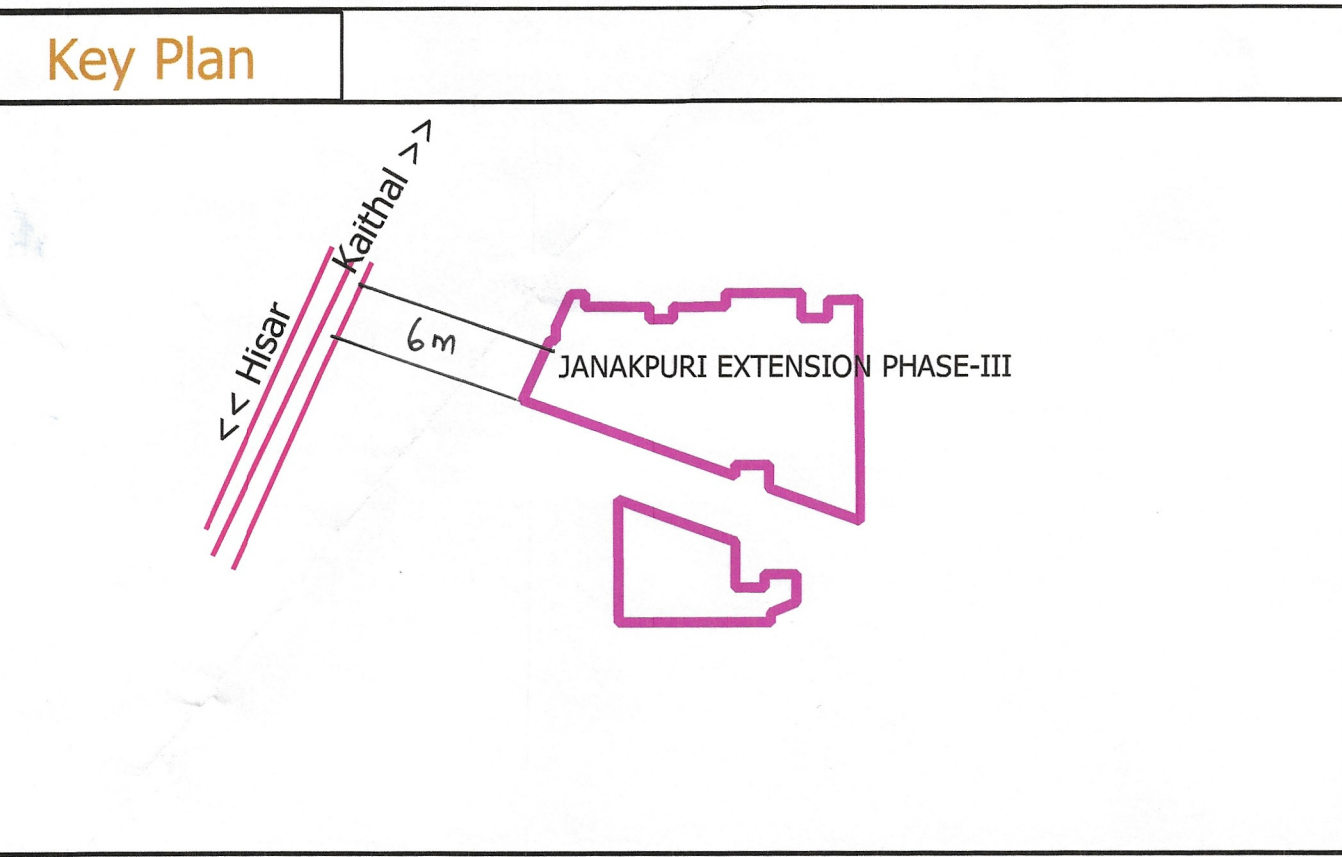 Key Plan
Kaithal >>
<< Hisar
6m
JANAKPURI EXTENSION PHASE-III